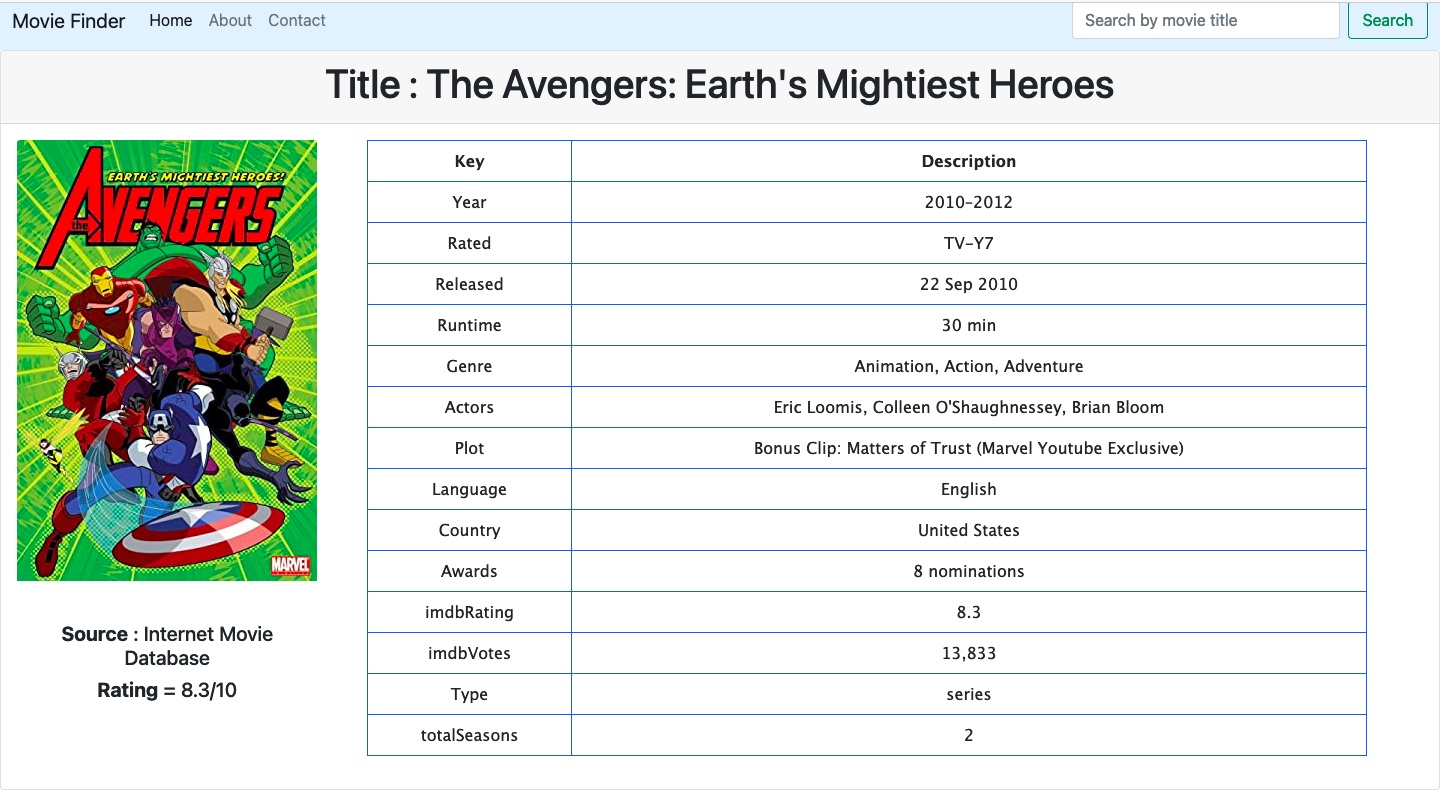 Movie Finder Home About Contact Search by movie title Search
Title : The Avengers: Earth's Mightiest Heroes
EARTH'S MIGHTIEST HEROES!
the AVENGERS
MARVEL
Source : Internet Movie
Database
Rating = 8.3/10
Key Description
Year 2010–2012
Rated TV-Y7
Released 22 Sep 2010
Runtime 30 min
Genre Animation, Action, Adventure
Actors Eric Loomis, Colleen O'Shaughnessey, Brian Bloom
Plot Bonus Clip: Matters of Trust (Marvel Youtube Exclusive)
Language English
Country United States
Awards 8 nominations
imdbRating 8.3
imdbVotes 13,833
Type series
totalSeasons 2